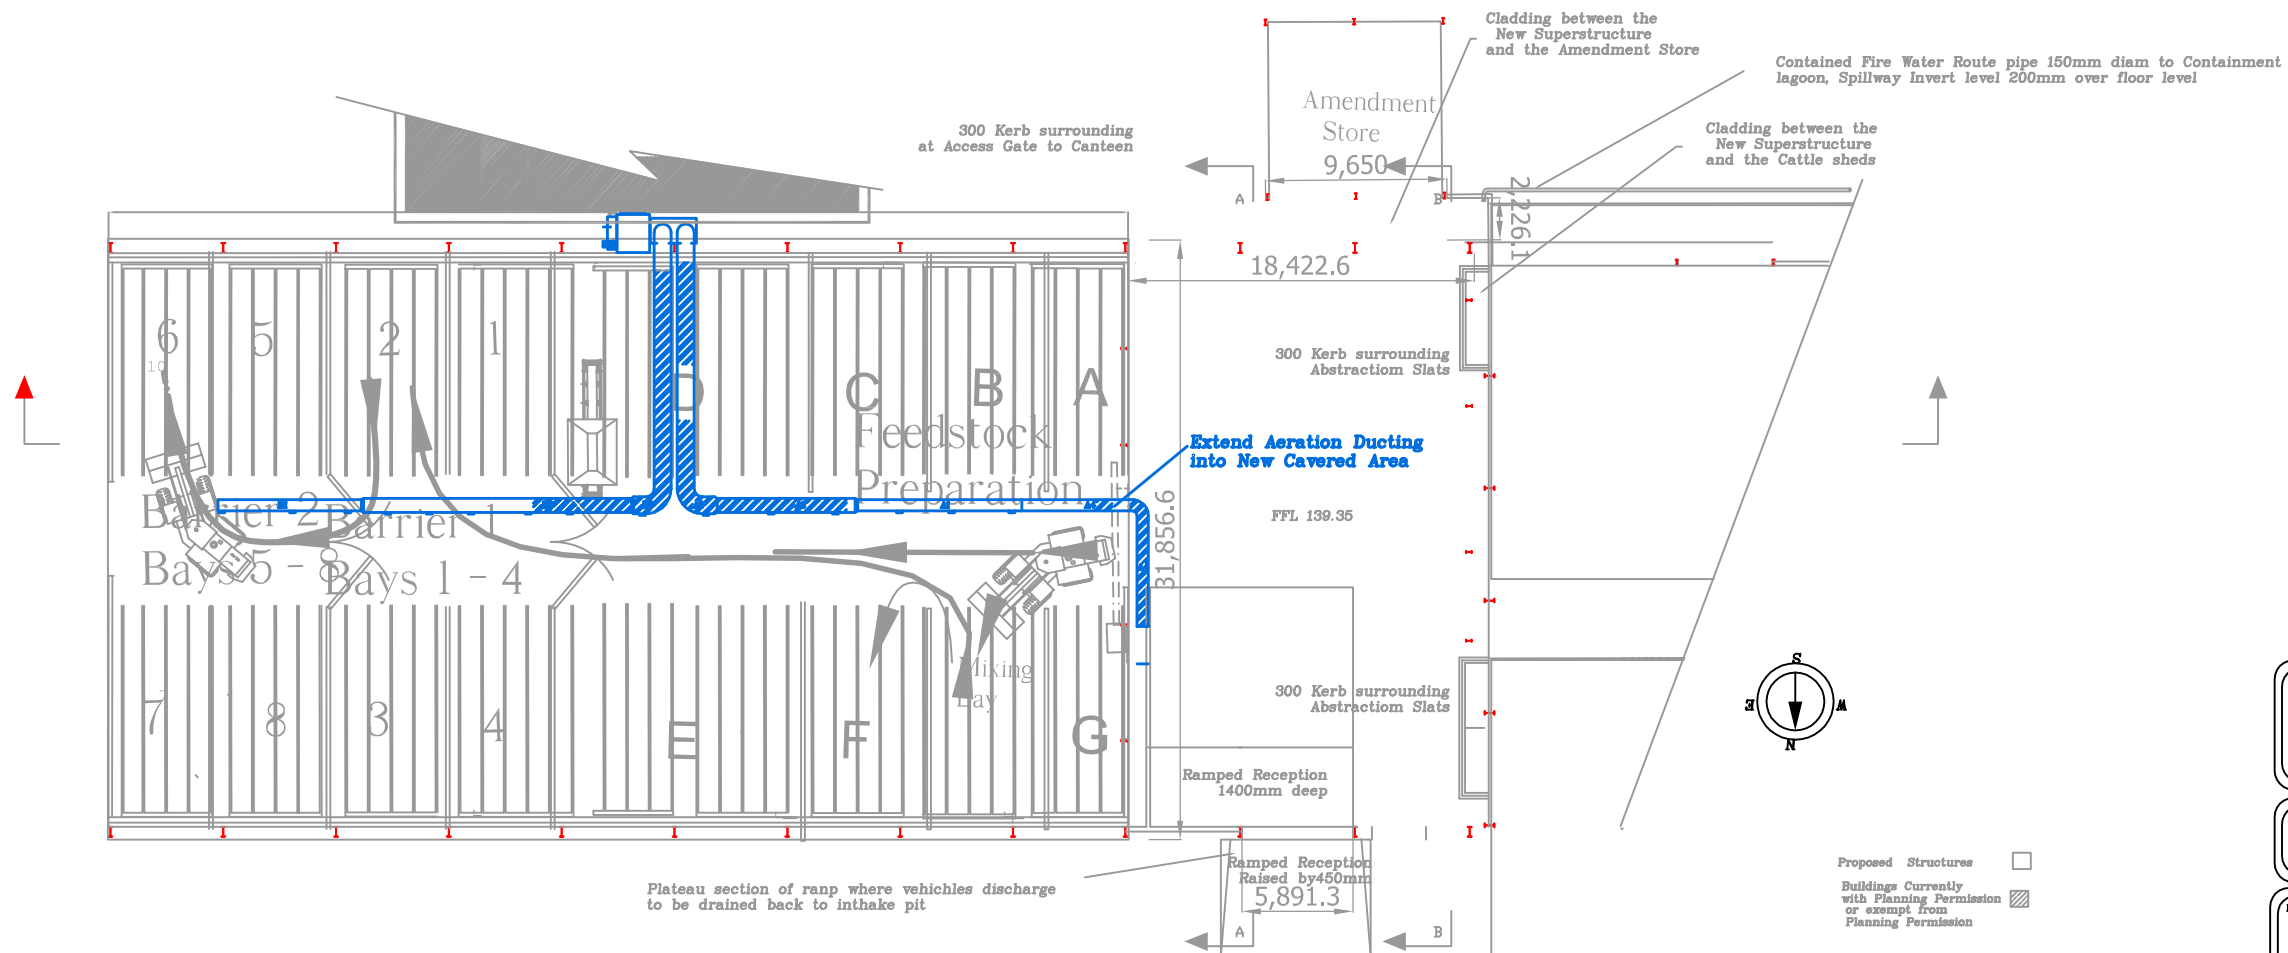 Cladding between the
New Superstructure
and the Amendment Store
Contained Fire Water Route pipe 150mm diam to Containment
lagoon, Spillway Invert level 200mm over floor level
Amendment
Store
9,650
300 Kerb surrounding
at Access Gate to Canteen
Cladding between the
New Superstructure
and the Cattle sheds
A
B
2,226.1
18,422.6
6
5
2
1
10
D
C
B
A
300 Kerb surrounding
Abstractiom Slats
Feedstock
Preparation
Extend Aeration Ducting
into New Cavered Area
31,856.6
FFL 139.35
Barrier 2
Bays 5 - 8
Barrier 1
Bays 1 - 4
Mixing
Bay
7
8
3
4
E
F
G
300 Kerb surrounding
Abstractiom Slats
S
E
W
N
Ramped Reception
1400mm deep
Ramped Reception
Raised by450mm
5,891.3
Plateau section of ranp where vehichles discharge
to be drained back to inthake pit
A
B
Proposed Structures
Buildings Currently
with Planning Permission
or exempt from
Planning Permission